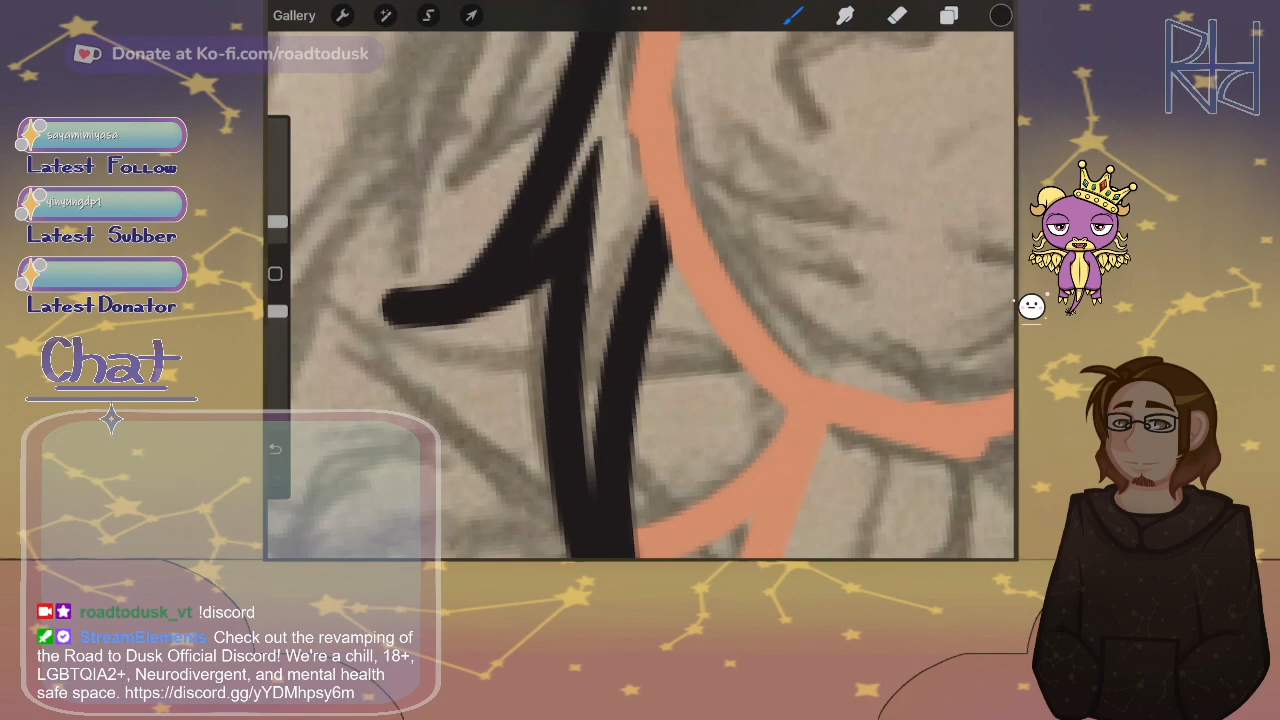 Gallery
Donate at Ko-fi.com/roadtodusk
sayamimiyasa
Latest Follow
yinyungdp1
Latest Subber
Latest Donator
Chat
roadtodusk_vt !discord
StreamElements Check out the revamping of
the Road to Dusk Official Discord! We're a chill, 18+,
LGBTQIA2+, Neurodivergent, and mental health
safe space. https://discord.gg/yYDMhpsy6m
RtD